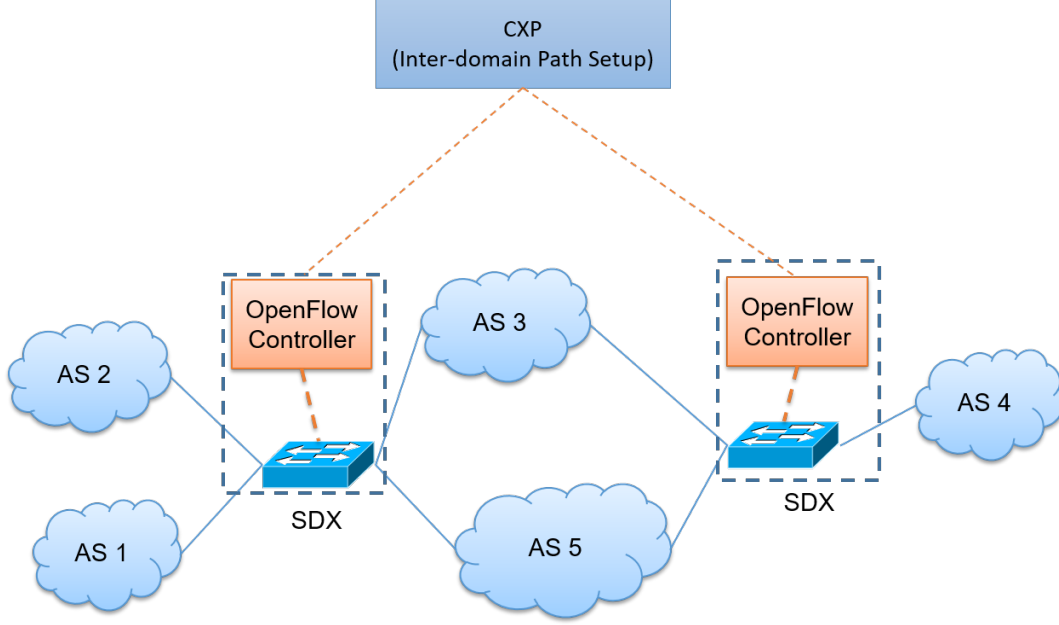 CXP
(Inter-domain Path Setup)
OpenFlow
Controller
OpenFlow
Controller
AS 3
AS 2
AS 4
SDX
SDX
AS 1
AS 5